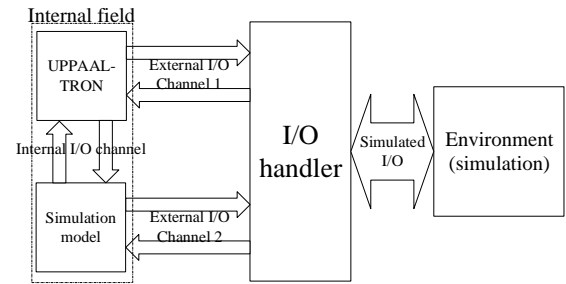 Internal field
UPPAAL-
TRON
External I/O
Channel 1
Internal I/O channel
Simulation
model
External I/O
Channel 2
I/O
handler
Simulated
I/O
Environment
(simulation)